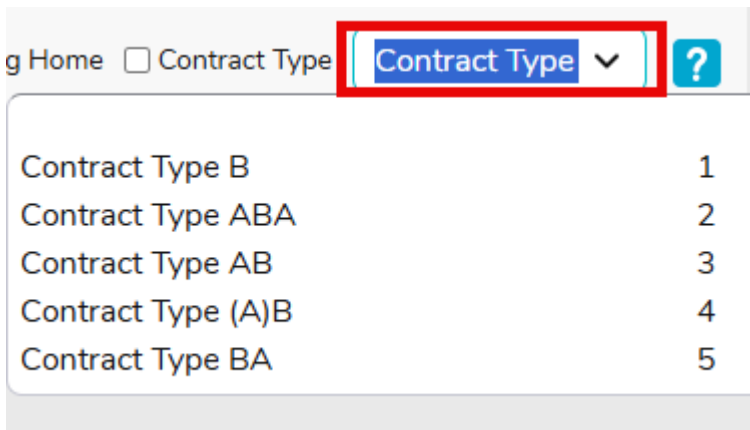 g Home Contract Type Contract Type ?
Contract Type B 1
Contract Type ABA 2
Contract Type AB 3
Contract Type (A)B 4
Contract Type BA 5